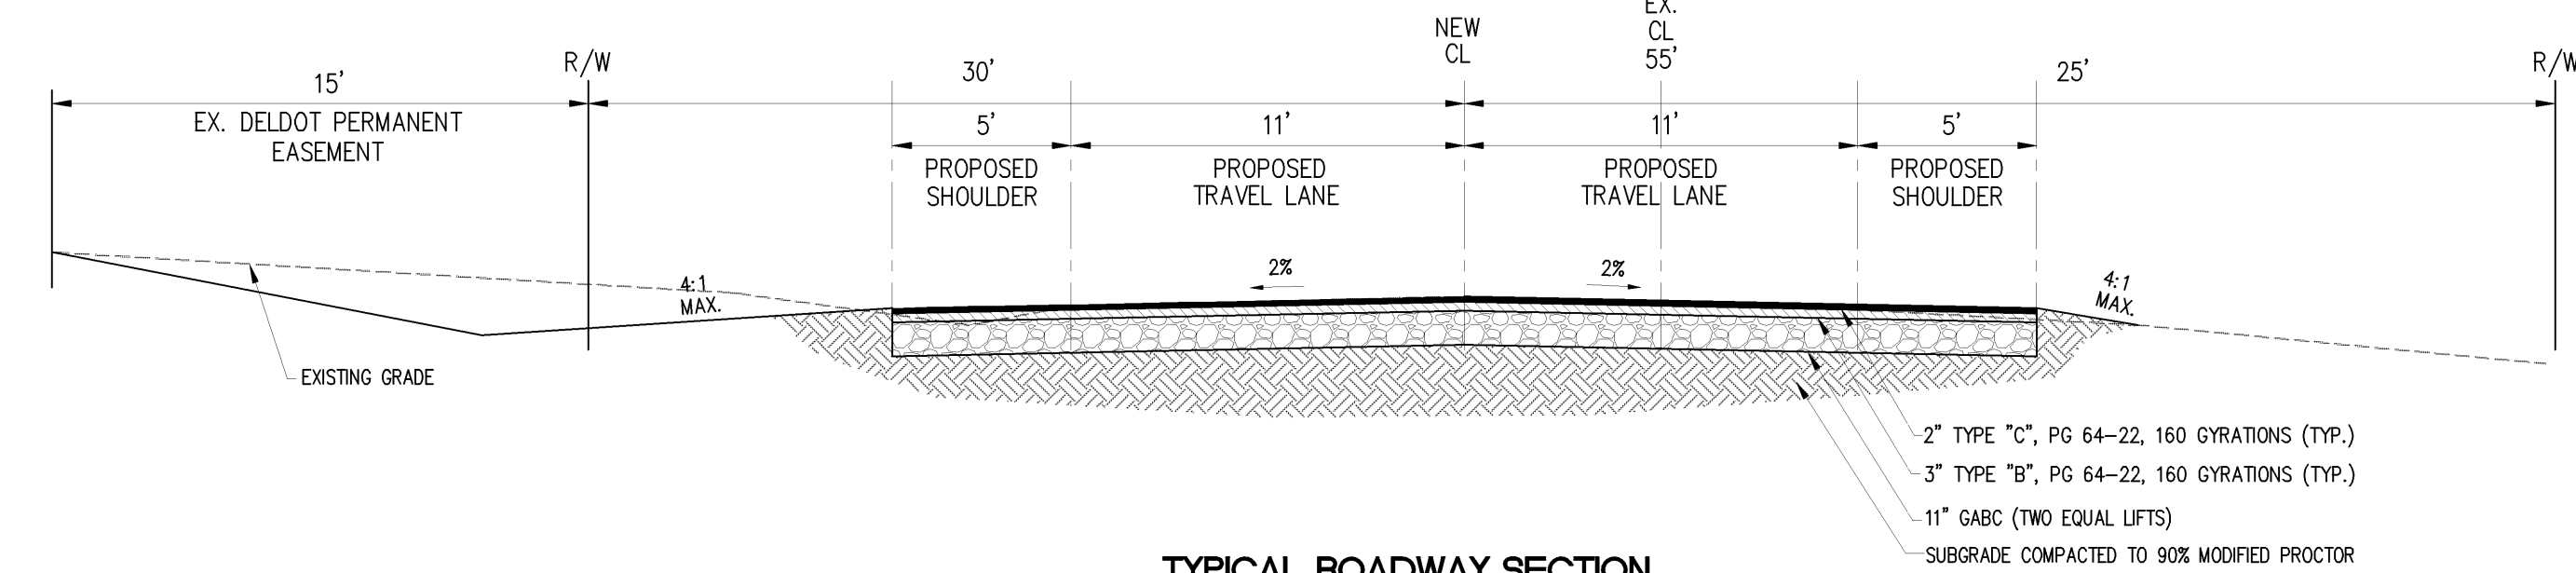 EX.
NEW
CL
CL
55'
R/W
R/W
15'
30'
25'
EX. DELDOT PERMANENT
EASEMENT
5'
11'
11'
5'
PROPOSED
SHOULDER
PROPOSED
TRAVEL LANE
PROPOSED
TRAVEL LANE
PROPOSED
SHOULDER
4:1
MAX.
2%
2%
4:1
MAX.
EXISTING GRADE
2" TYPE "C", PG 64-22, 160 GYRATIONS (TYP.)
3" TYPE "B", PG 64-22, 160 GYRATIONS (TYP.)
11" GABC (TWO EQUAL LIFTS)
SUBGRADE COMPACTED TO 90% MODIFIED PROCTOR
TYPICAL ROADWAY SECTION